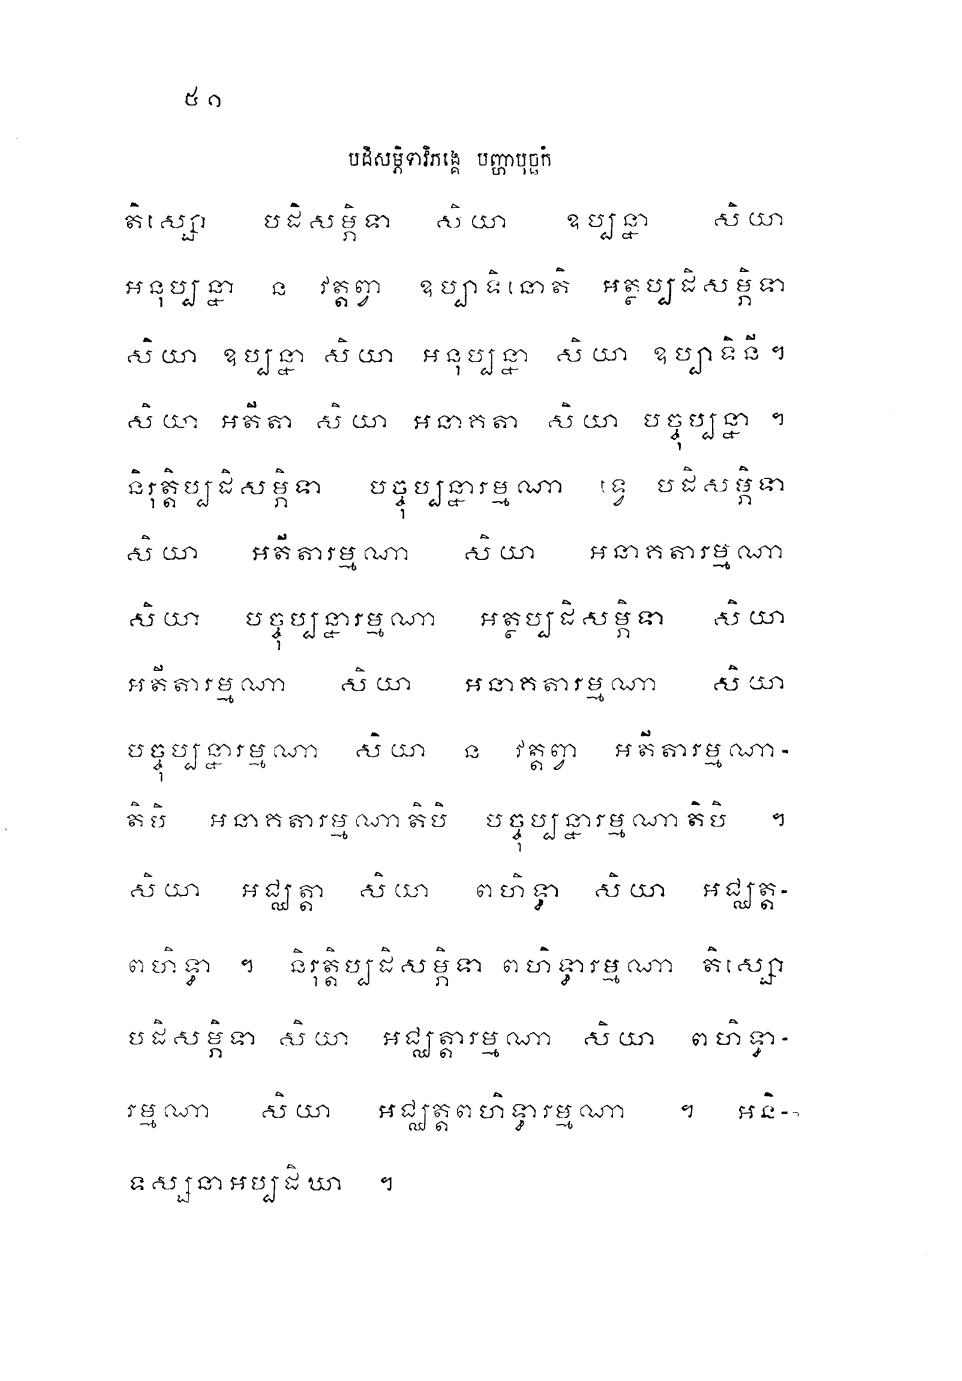 ៥១
បដិសម្ភិទាវិភង្គេ បញ្ហាបុច្ឆកំ
តិស្សោ បដិសម្ភិទា សិយា ឧប្បន្នា សិយា
អនុប្បន្នា ន វត្តព្វា ឧប្បាទិនោតិ អត្ថប្បដិសម្ភិទា
សិយា ឧប្បន្នា សិយា អនុប្បន្នា សិយា ឧប្បាទិនី ។
សិយា អតីតា សិយា អនាគតា សិយា បច្ចុប្បន្នា ។
និរុត្តិប្បដិសម្ភិទា បច្ចុប្បន្នារម្មណា ទ្វេ បដិសម្ភិទា
សិយា អតីតារម្មណា សិយា អនាគតារម្មណា
សិយា បច្ចុប្បន្នារម្មណា អត្ថប្បដិសម្ភិទា សិយា
អតីតារម្មណា សិយា អនាគតារម្មណា សិយា
បច្ចុប្បន្នារម្មណា សិយា ន វត្តព្វា អតីតារម្មណា-
តិបិ អនាគតារម្មណាតិបិ បច្ចុប្បន្នារម្មណាតិបិ ។
សិយា អជ្ឈត្តា សិយា ពហិទ្ធា សិយា អជ្ឈត្ត-
ពហិទ្ធា ។ និរុត្តិប្បដិសម្ភិទា ពហិទ្ធារម្មណា តិស្សោ
បដិសម្ភិទា សិយា អជ្ឈត្តារម្មណា សិយា ពហិទ្ធា-
រម្មណា សិយា អជ្ឈត្តពហិទ្ធារម្មណា ។ អនិ-
ទស្សនាអប្បដិឃា ។